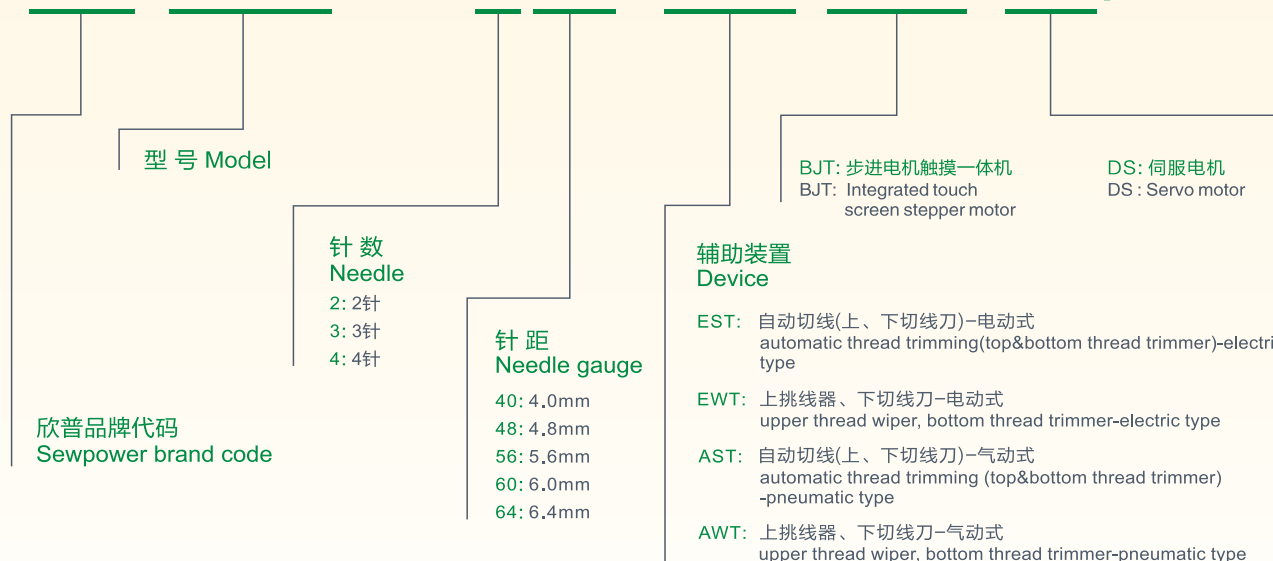 型 号 Model
BJT: 步进电机触摸一体机
BJT: Integrated touch
screen stepper motor
DS: 伺服电机
DS : Servo motor
针 数
Needle
2: 2针
3: 3针
4: 4针
辅助装置
Device
EST: 自动切线(上、下切线刀)-电动式
automatic thread trimming(top&bottom thread trimmer)-electri
type
针 距
Needle gauge
40: 4.0mm
48: 4.8mm
56: 5.6mm
60: 6.0mm
64: 6.4mm
EWT: 上挑线器、下切线刀-电动式
upper thread wiper, bottom thread trimmer-electric type
欣普品牌代码
Sewpower brand code
AST: 自动切线(上、下切线刀)-气动式
automatic thread trimming (top&bottom thread trimmer)
-pneumatic type
AWT: 上挑线器、下切线刀-气动式
upper thread wiper, bottom thread trimmer-pneumatic type